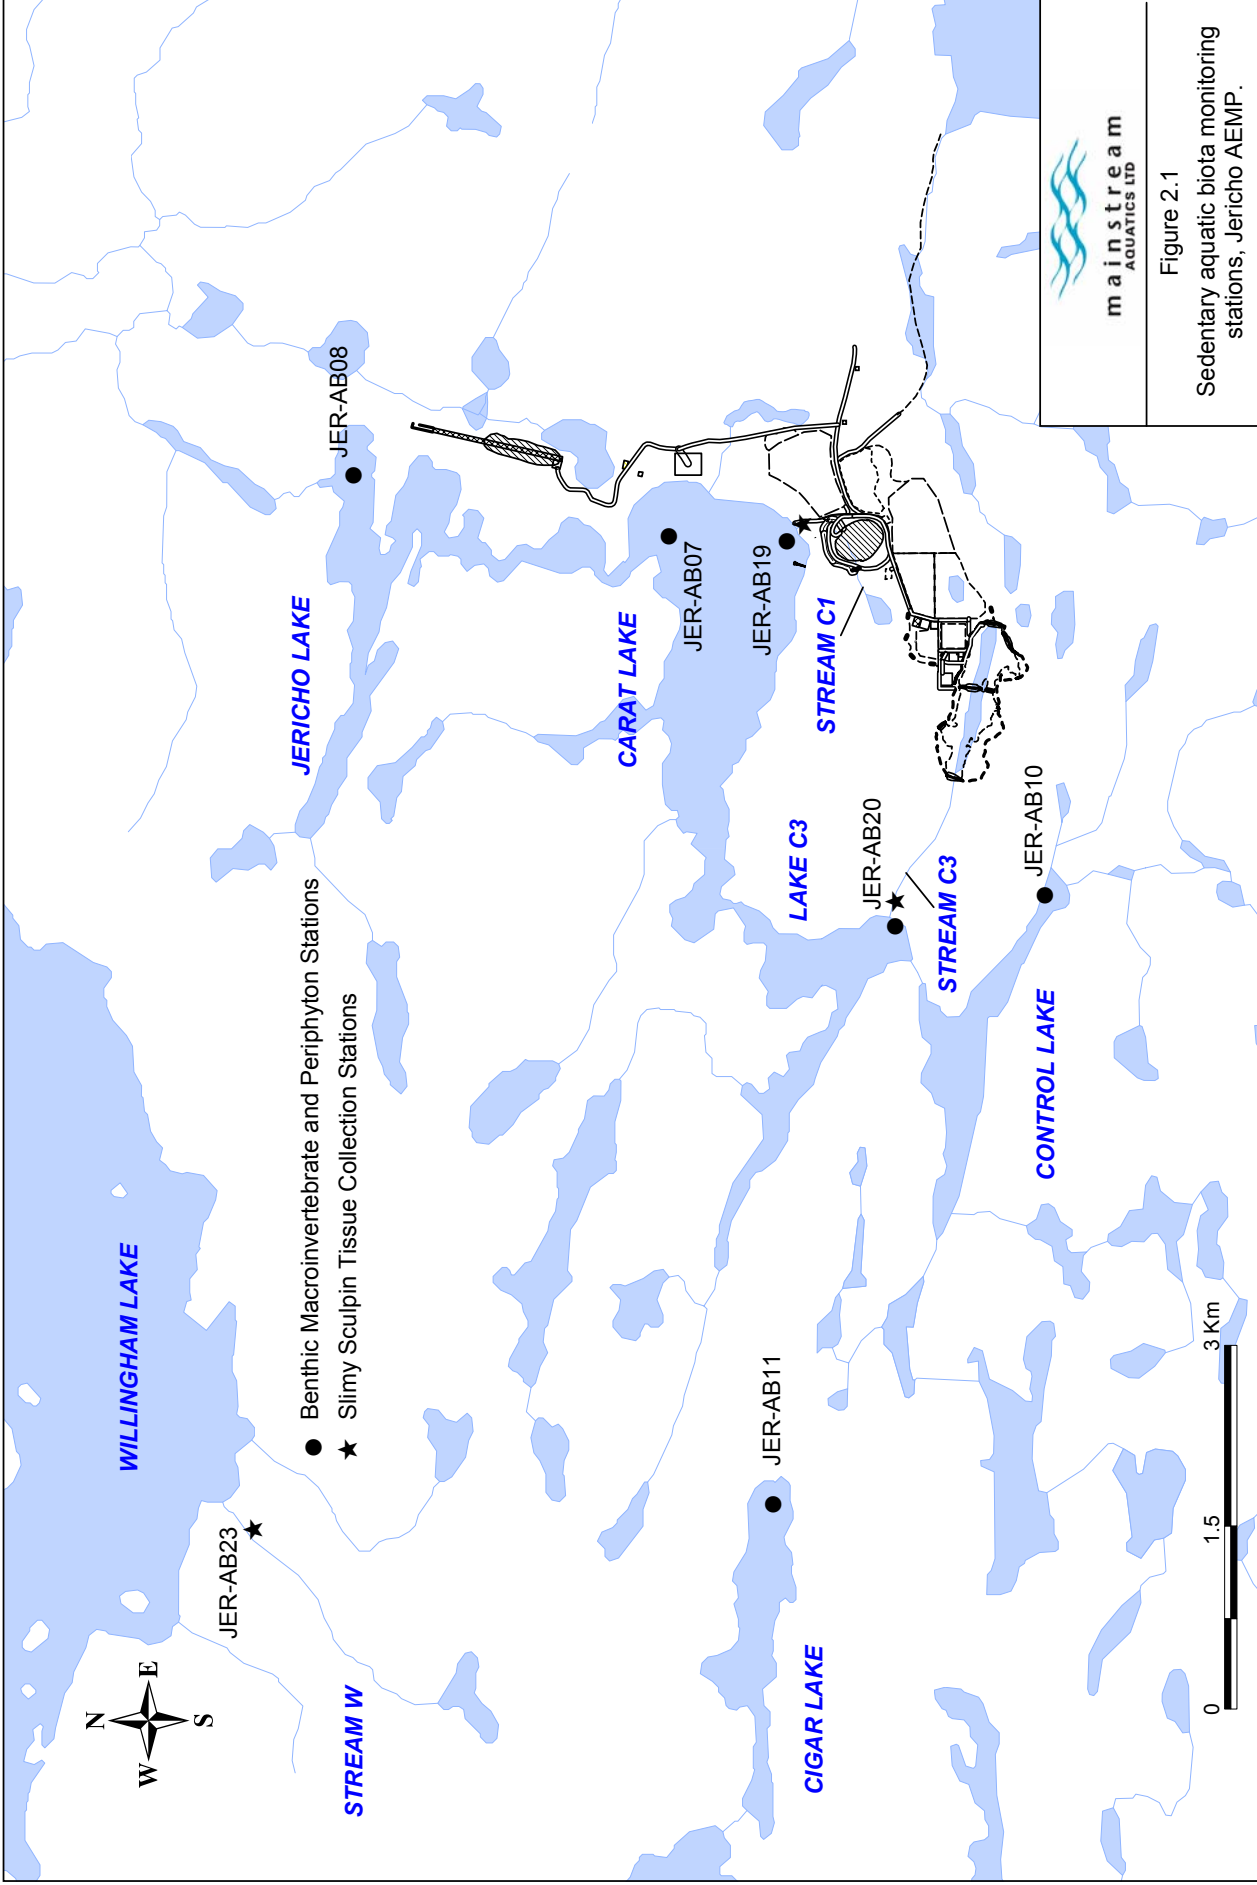 N
W
E
S
WILLINGHAM LAKE
JER-AB23
STREAM W
● Benthic Macroinvertebrate and Periphyton Stations
★ Slimy Sculpin Tissue Collection Stations
JERICHO LAKE
JER-AB08
CARAT LAKE
JER-AB07
JER-AB19
STREAM C1
LAKE C3
JER-AB20
STREAM C3
JER-AB10
CONTROL LAKE
JER-AB11
CIGAR LAKE
0
1.5
3 Km
mainstream
AQUATICS LTD
Figure 2.1
Sedentary aquatic biota monitoring
stations, Jericho AEMP.